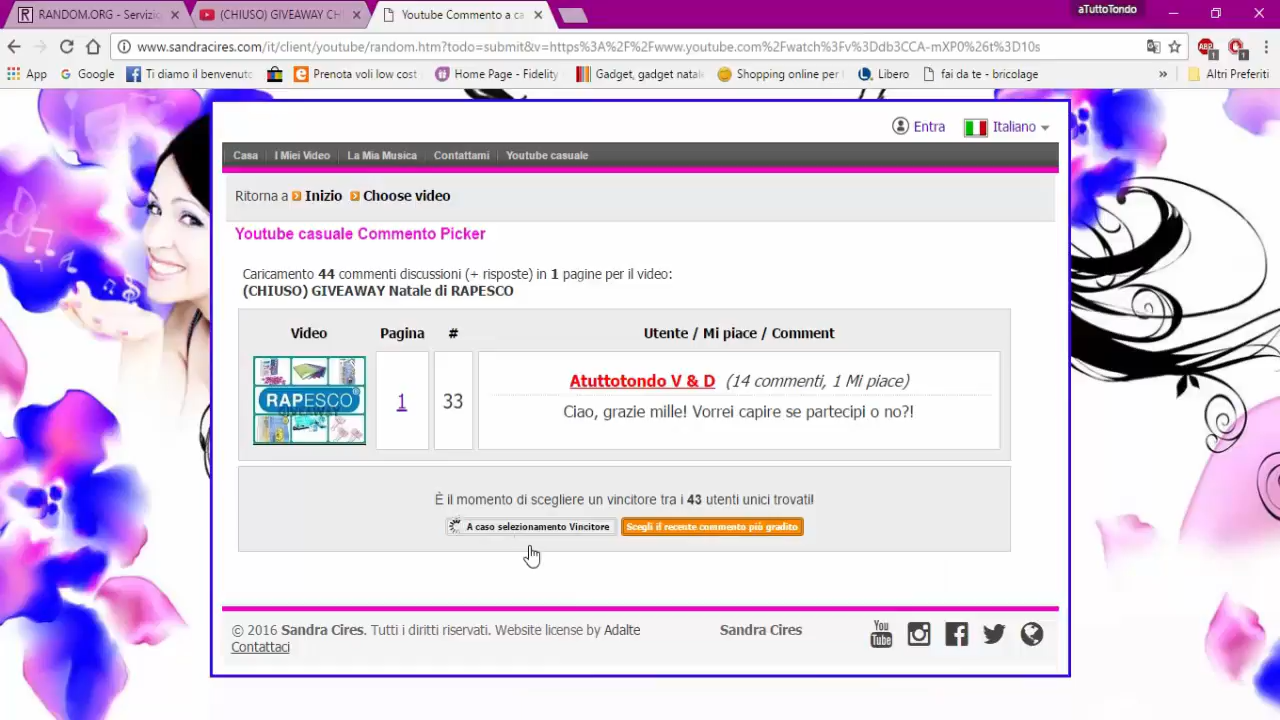 RANDOM.ORG - Servizio
(CHIUSO) GIVEAWAY CH
Youtube Commento a ca
aTuttoTondo
www.sandracires.com/it/client/youtube/random.htm?todo=submit&v=https%3A%2F%2Fwww.youtube.com%2Fwatch%3Fv%3Ddb3CCA-mXP0%26t%3D10s
App
Google
Ti diamo il benvenuto
Prenota voli low cost
Home Page - Fidelity
Gadget, gadget natale
Shopping online per
Libero
fai da te - bricolage
»
Altri Preferiti
Entra
Italiano
Casa
I Miei Video
La Mia Musica
Contattami
Youtube casuale
Ritorna a Inizio Choose video
Youtube casuale Commento Picker
Caricamento 44 commenti discussioni (+ risposte) in 1 pagine per il video:
(CHIUSO) GIVEAWAY Natale di RAPESCO
Video
Pagina
#
Utente / Mi piace / Comment
RAPESCO
GIVEAWAY
1
33
Atuttotondo V & D (14 commenti, 1 Mi piace)
Ciao, grazie mille! Vorrei capire se partecipi o no?!
È il momento di scegliere un vincitore tra i 43 utenti unici trovati!
A caso selezionamento Vincitore
Scegli il recente commento più gradito
© 2016 Sandra Cires. Tutti i diritti riservati. Website license by Adalte
Contattaci
Sandra Cires
You
Tube